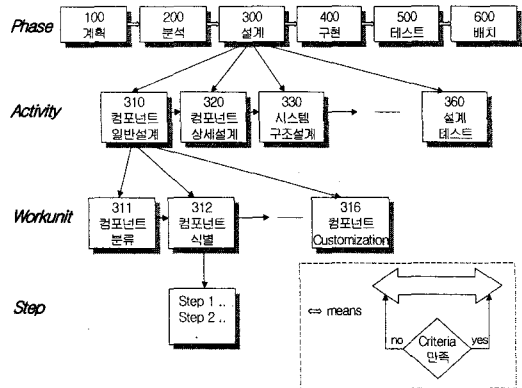 Phase
100
계획
200
분석
300
설계
400
구현
500
테스트
600
배치
Activity
310
컴포넌트
일반설계
320
컴포넌트
상세설계
330
시스템
구조설계
360
설계
테스트
Workunit
311
컴포넌트
분류
312
컴포넌트
식별
316
컴포넌트
Customization
Step
Step 1 ..
Step 2 ..
.
⇔ means
no
Criteria
만족
yes